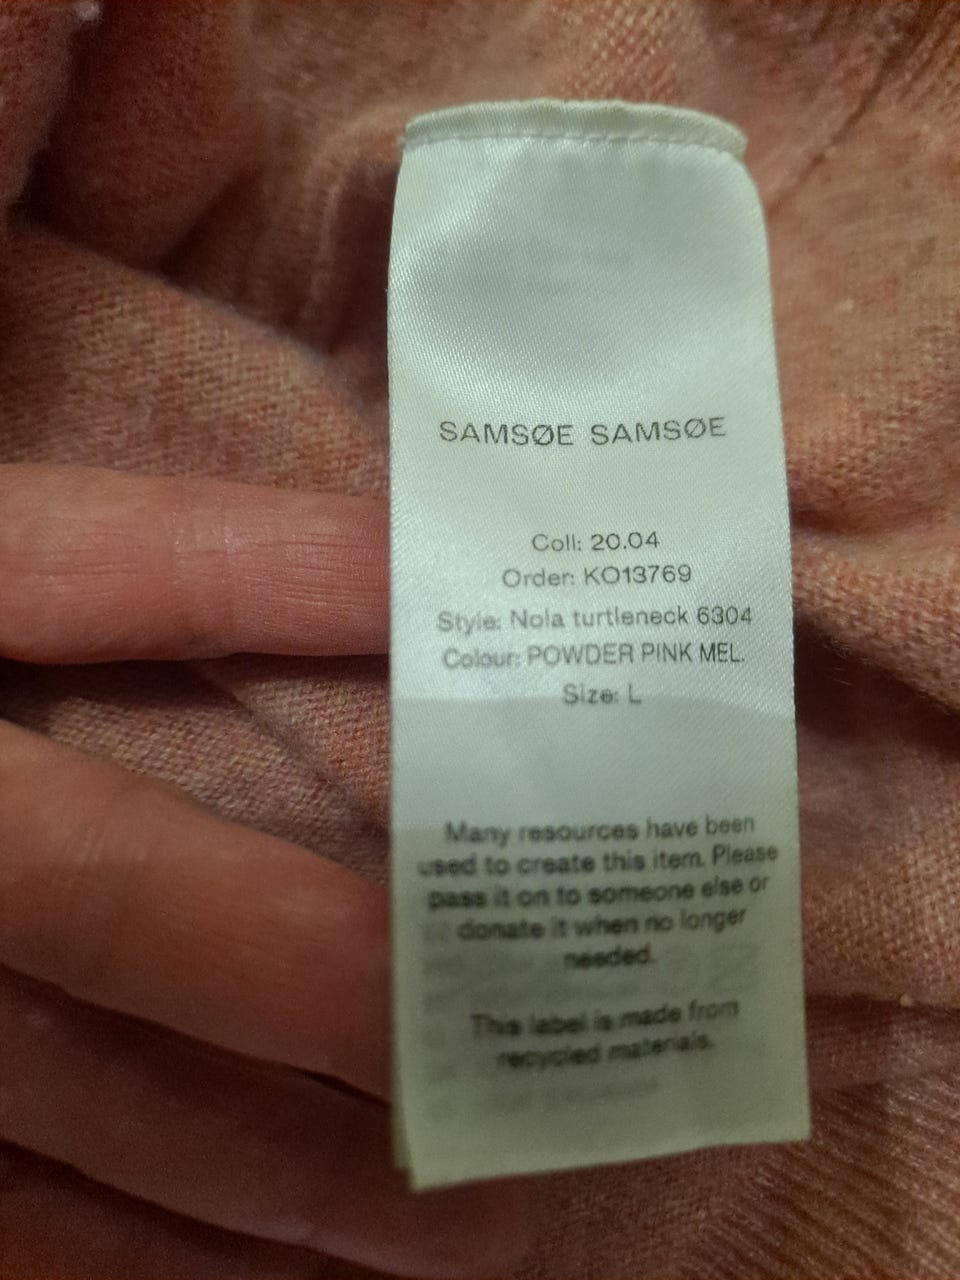 SAMSØE SAMSØE
Coll: 20.04
Order: KO13769
Style: Nola turtleneck 6304
Colour: POWDER PINK MEL.
Size: L
Many resources have been
used to create this item. Please
pass it on to someone else or
donate it when no longer
needed.
This label is made from
recycled materials.